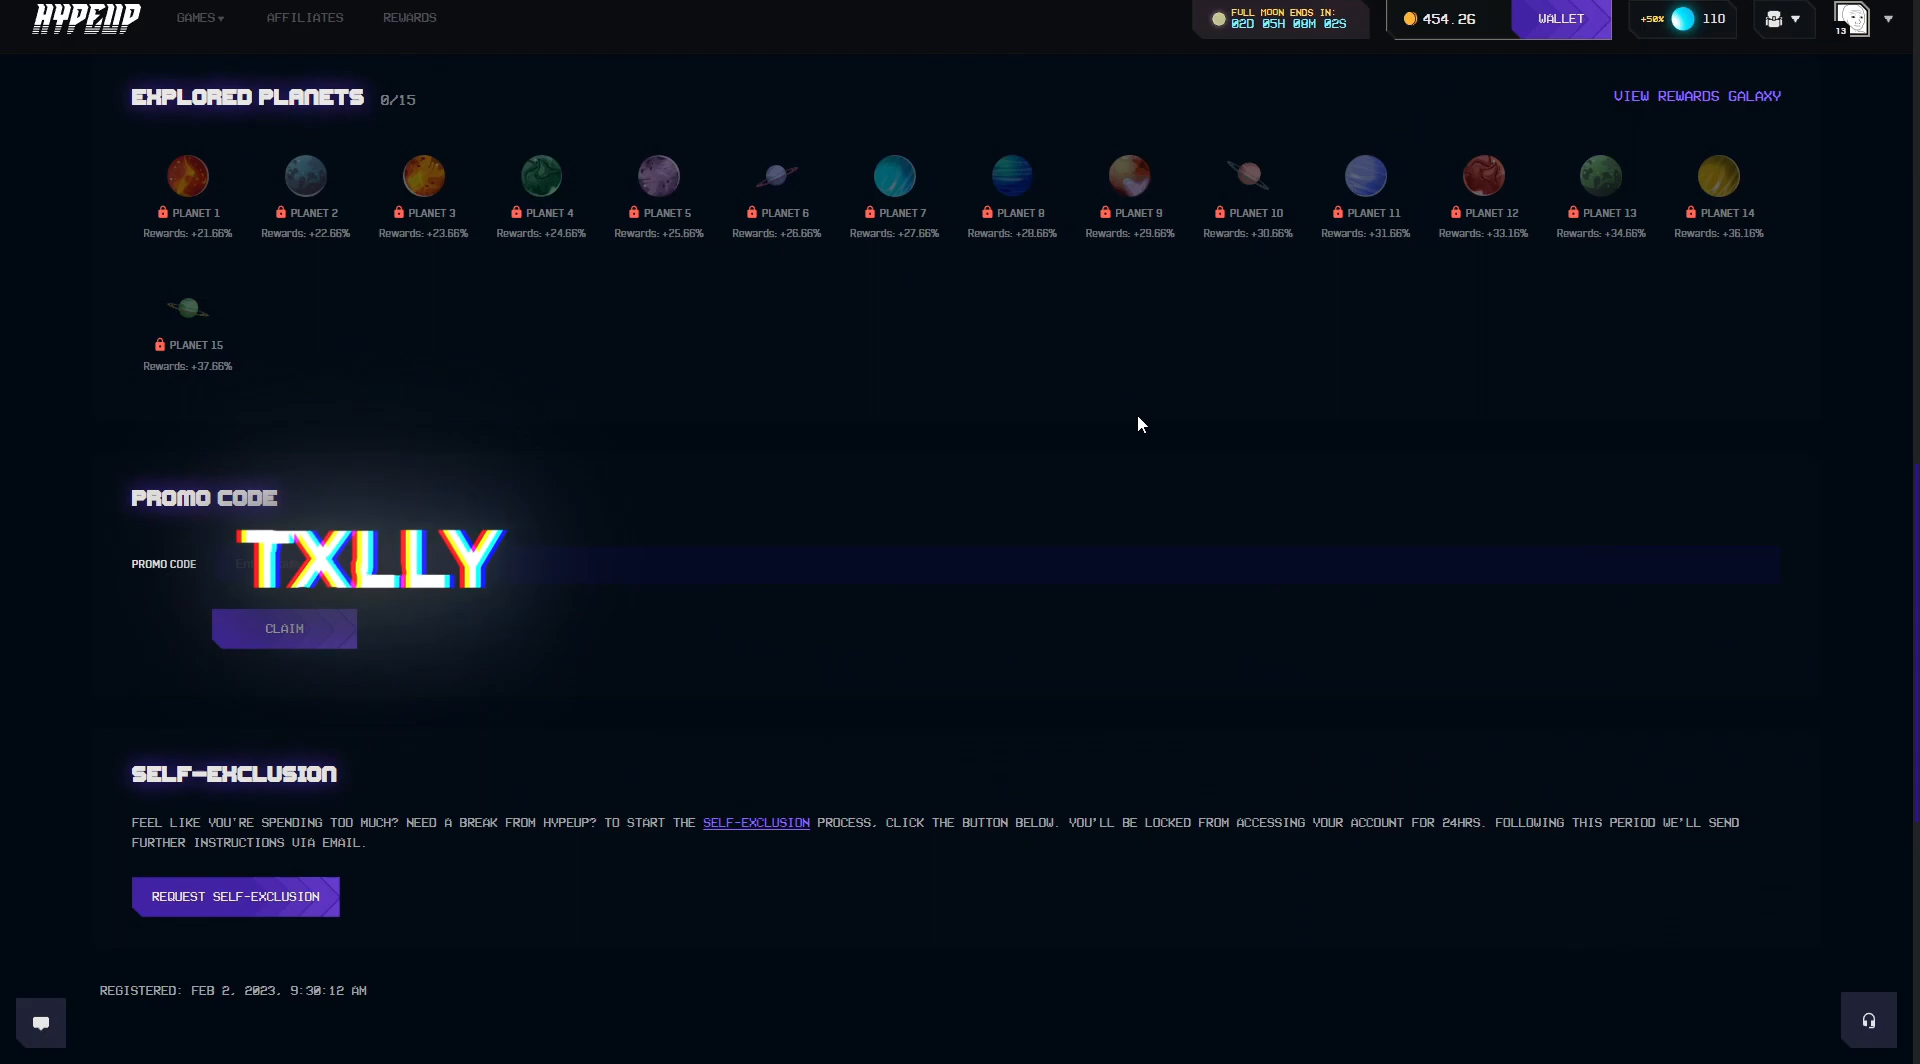 HYPEUP GAMES AFFILIATES REWARDS FULL MOON ENDS IN: 454.26 WALLET +50% 110
02D 05H 08M 02S
13
EXPLORED PLANETS 0/15 VIEW REWARDS GALAXY
PLANET 1 PLANET 2 PLANET 3 PLANET 4 PLANET 5 PLANET 6 PLANET 7 PLANET 8 PLANET 9 PLANET 10 PLANET 11 PLANET 12 PLANET 13 PLANET 14
Rewards: +21.66% Rewards: +22.66% Rewards: +23.66% Rewards: +24.66% Rewards: +25.66% Rewards: +26.66% Rewards: +27.66% Rewards: +28.66% Rewards: +29.66% Rewards: +30.66% Rewards: +31.66% Rewards: +33.16% Rewards: +34.66% Rewards: +36.16%
PLANET 15
Rewards: +37.66%
PROMO CODE
PROMO CODE TXLLY
CLAIM
SELF-EXCLUSION
FEEL LIKE YOU'RE SPENDING TOO MUCH? NEED A BREAK FROM HYPEUP? TO START THE SELF-EXCLUSION PROCESS, CLICK THE BUTTON BELOW. YOU'LL BE LOCKED FROM ACCESSING YOUR ACCOUNT FOR 24HRS. FOLLOWING THIS PERIOD WE'LL SEND
FURTHER INSTRUCTIONS VIA EMAIL.
REQUEST SELF-EXCLUSION
REGISTERED: FEB 2, 2023, 9:30:12 AM